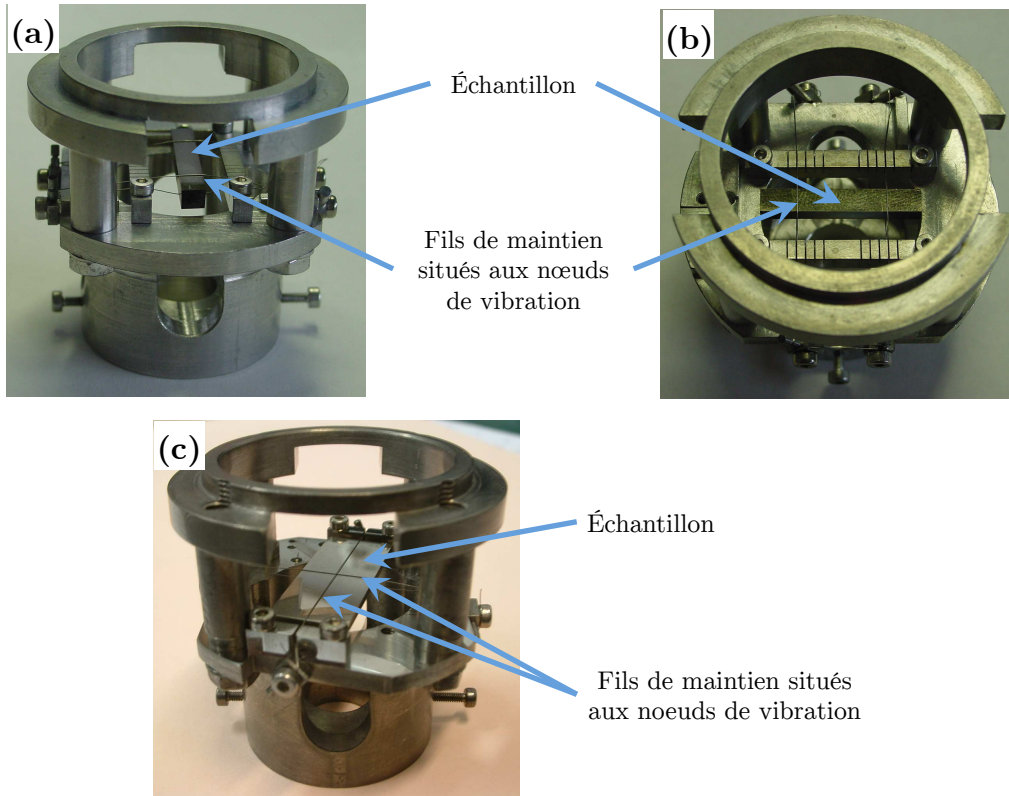 (a)
Échantillon
(b)
Fils de maintien
situés aux nœuds
de vibration
(c)
Échantillon
Fils de maintien situés
aux noeuds de vibration